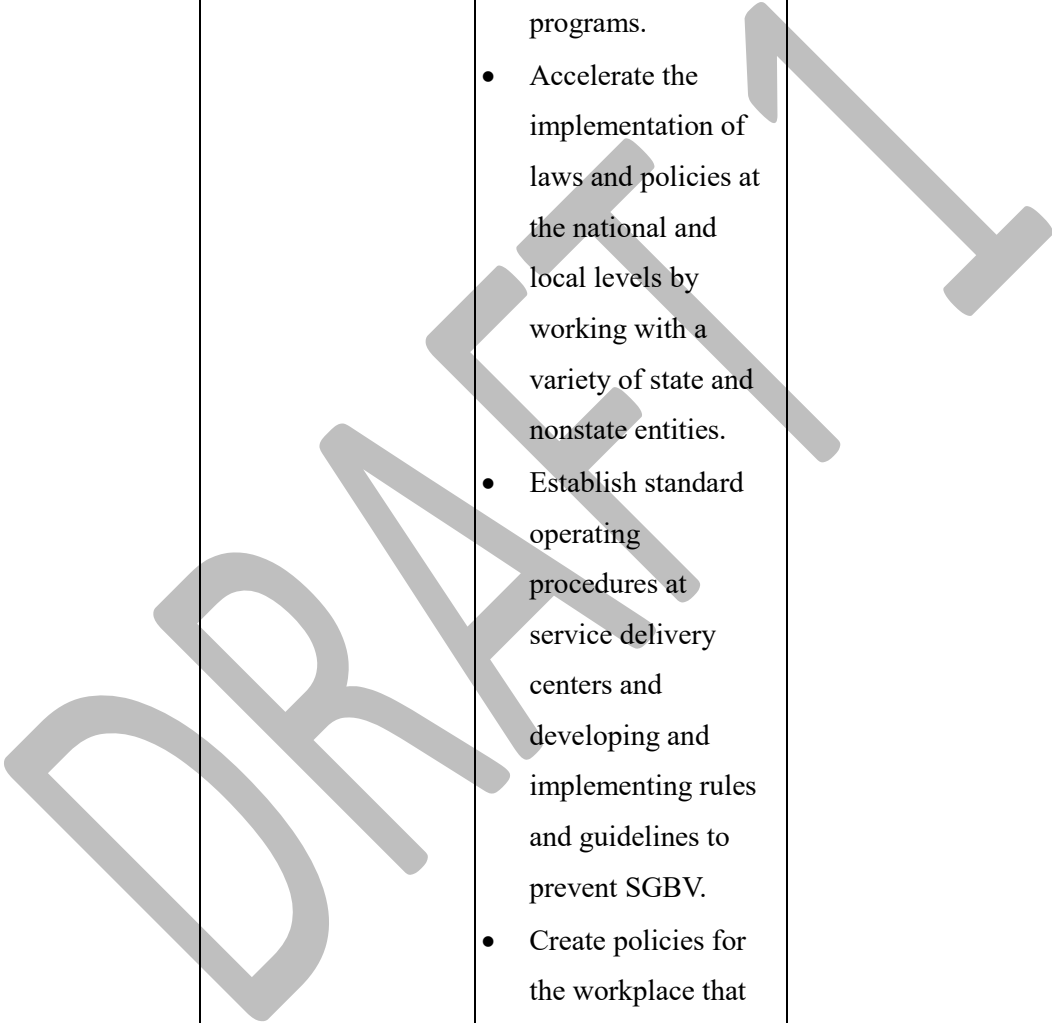 programs.
• Accelerate the
implementation of
laws and policies at
the national and
local levels by
working with a
variety of state and
nonstate entities.
• Establish standard
operating
procedures at
service delivery
centers and
developing and
implementing rules
and guidelines to
prevent SGBV.
• Create policies for
the workplace that
DRAFT 1